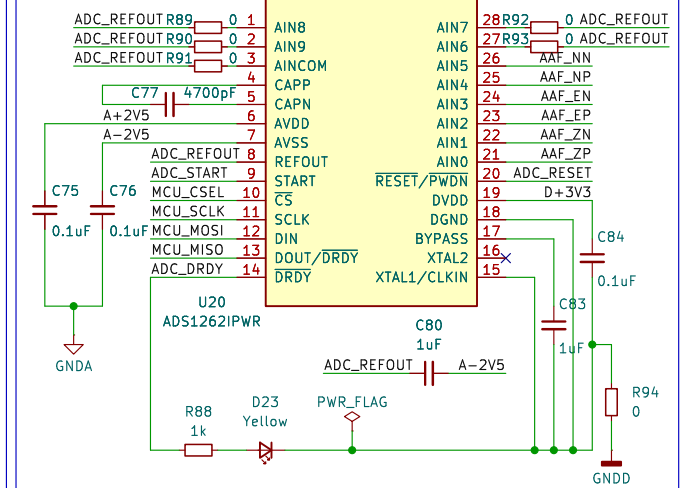 ADC_REFOUT R89 0 1 AIN8 AIN7 28 R92 0 ADC_REFOUT
ADC_REFOUT R90 0 2 AIN9 AIN6 27 R93 0 ADC_REFOUT
ADC_REFOUT R91 0 3 AINCOM AIN5 26 AAF_NN
4 CAPP AIN4 25 AAF_NP
C77 4700pF 5 CAPN AIN3 24 AAF_EN
A+2V5 6 AVDD AIN2 23 AAF_EP
A-2V5 7 AVSS AIN1 22 AAF_ZN
ADC_REFOUT 8 REFOUT AIN0 21 AAF_ZP
ADC_START 9 START RESET/PWDN 20 ADC_RESET
MCU_CSEL 10 CS DVDD 19 D+3V3
MCU_SCLK 11 SCLK DGND 18
MCU_MOSI 12 DIN BYPASS 17
MCU_MISO 13 DOUT/DRDY XTAL2 16
ADC_DRDY 14 DRDY XTAL1/CLKIN 15
C75
0.1uF
C76
0.1uF
GNDA
C84
0.1uF
U20
ADS1262IPWR
C83
1uF
C80
1uF
ADC_REFOUT A-2V5
R88
1k
D23
Yellow
PWR_FLAG
R94
0
GNDD